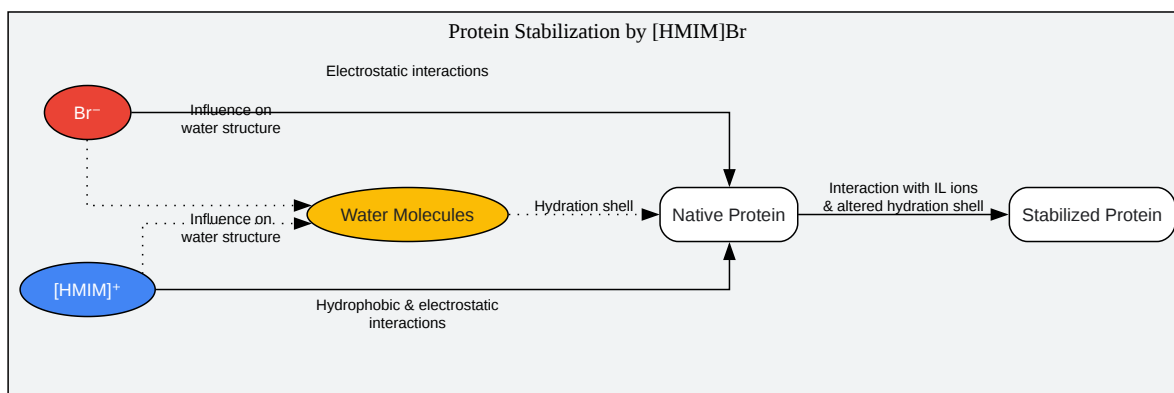 Protein Stabilization by [HMIM]Br
Electrostatic interactions
Br⁻
Influence on
water structure
Water Molecules
Hydration shell
Native Protein
Interaction with IL ions
& altered hydration shell
Stabilized Protein
Influence on
water structure
[HMIM]⁺
Hydrophobic & electrostatic
interactions